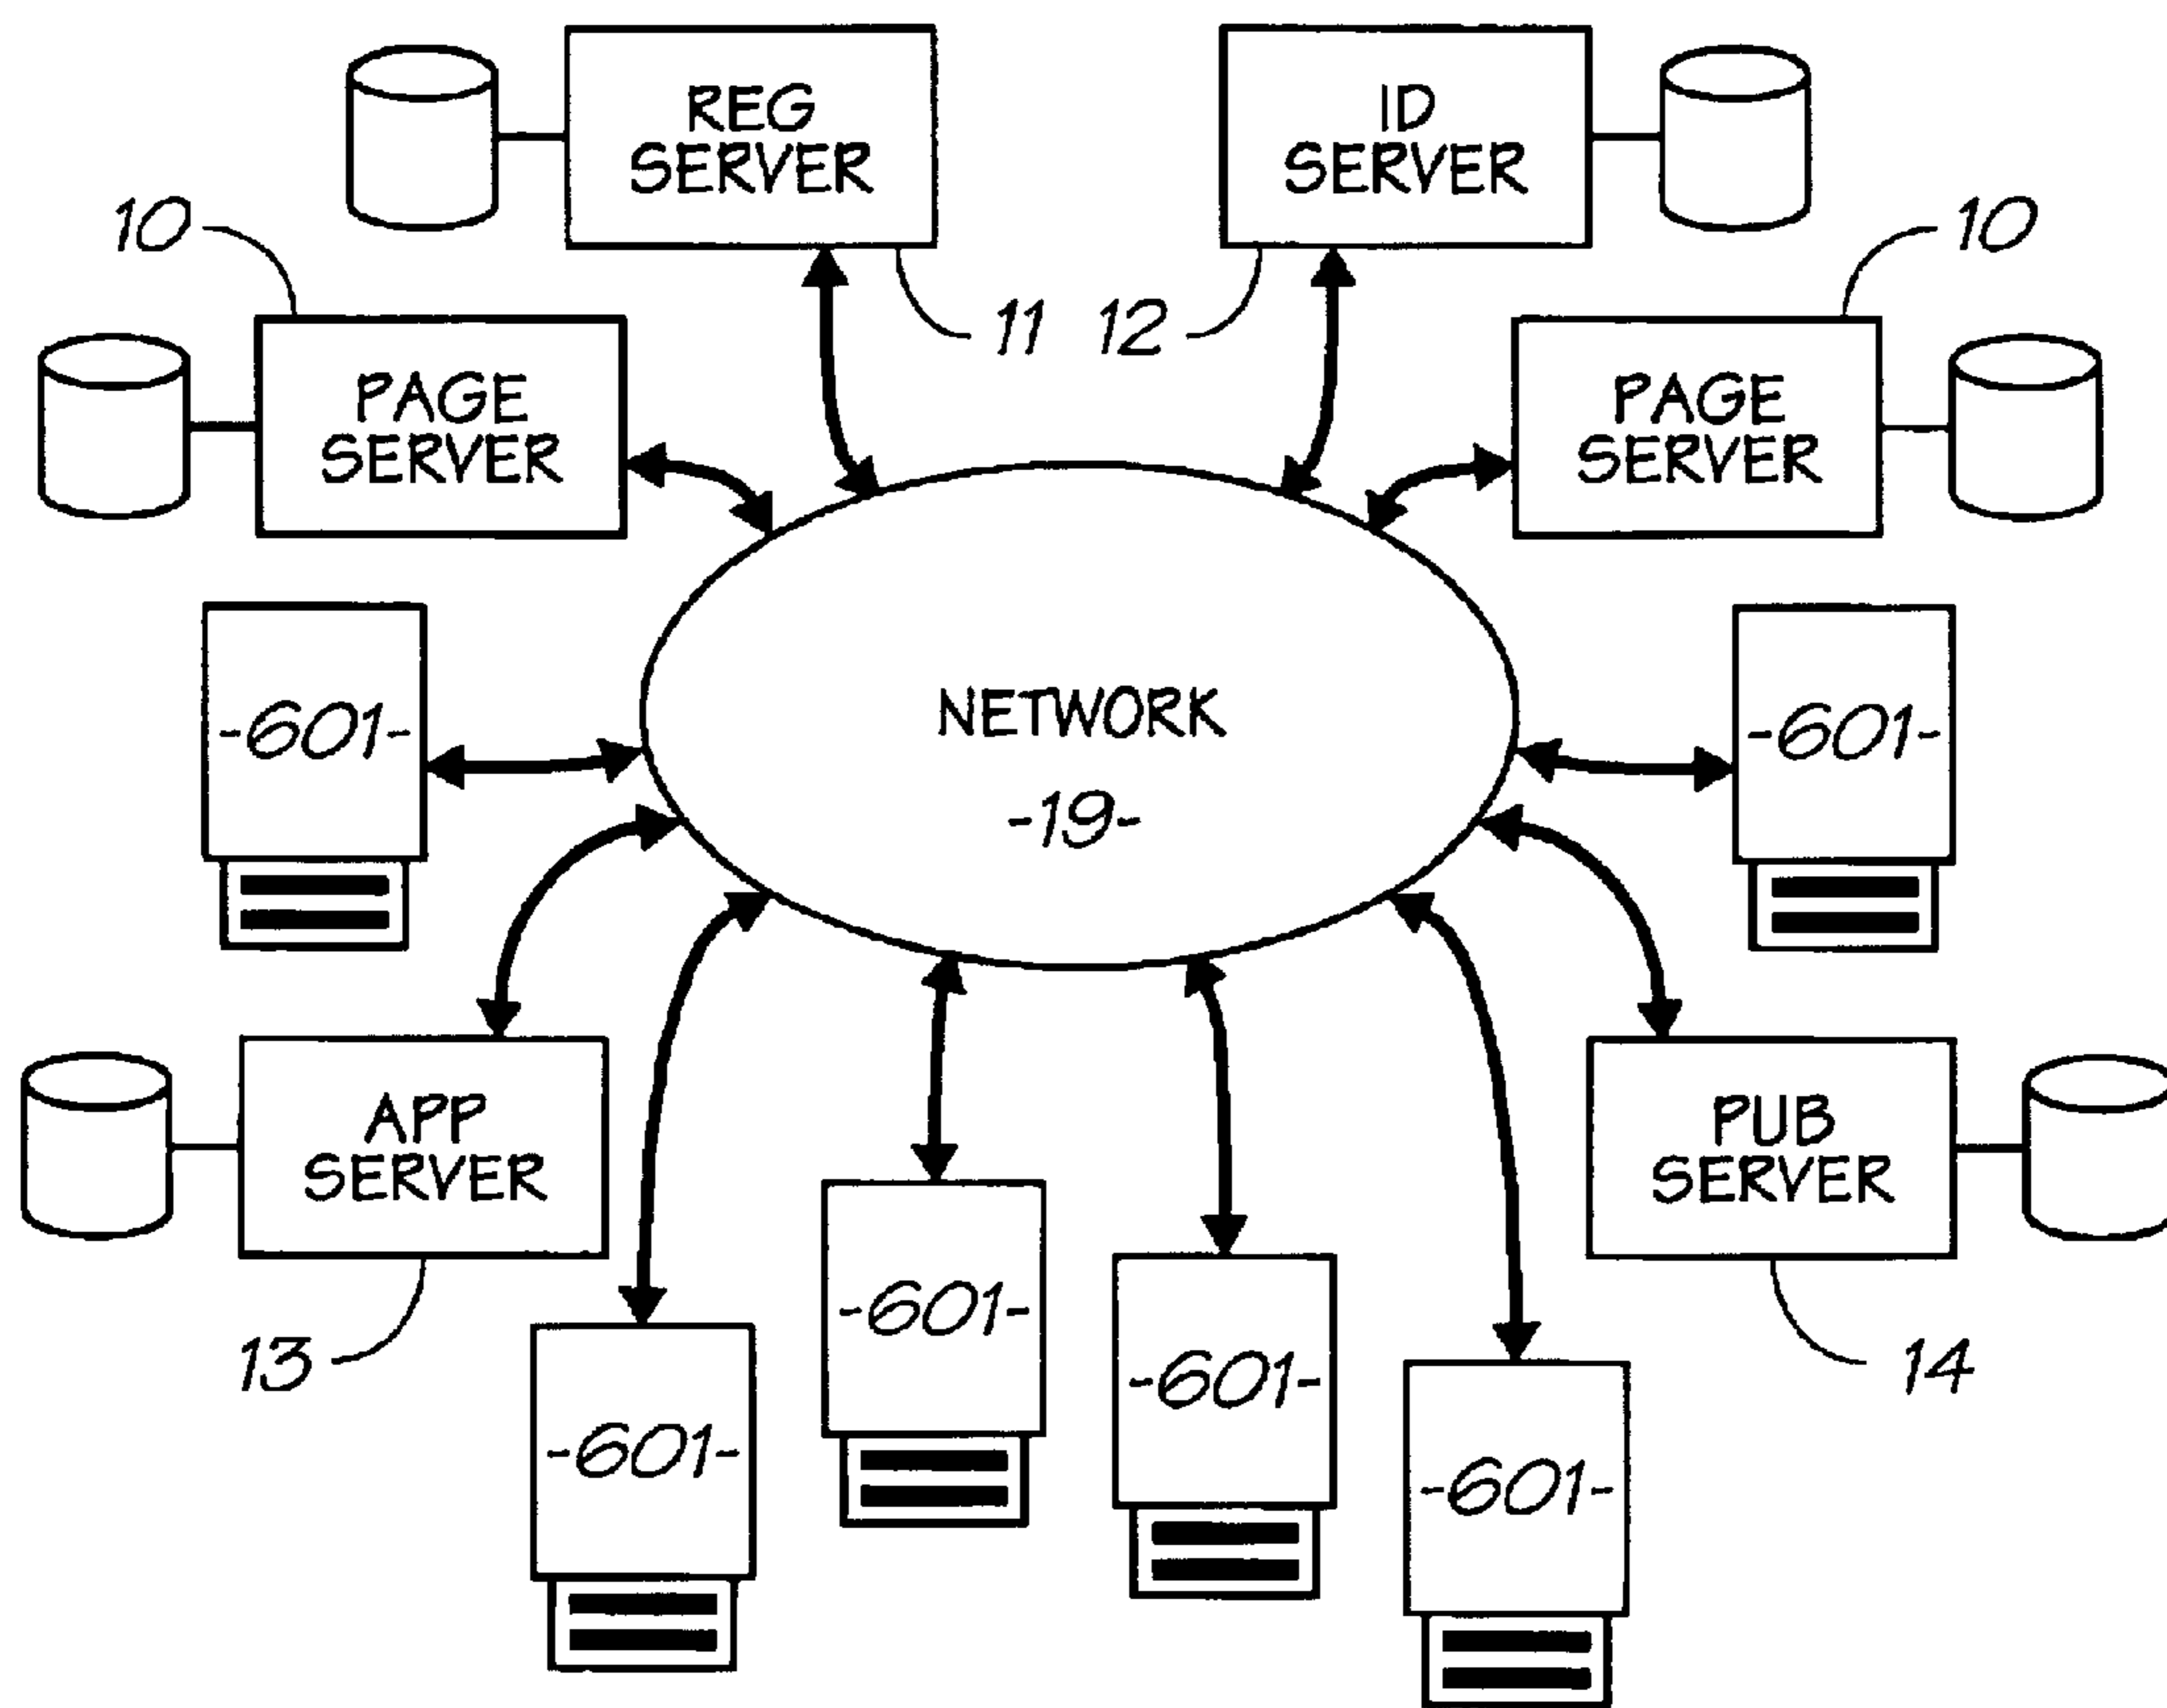 REG
SERVER
ID
SERVER
10
10
11
12
PAGE
SERVER
PAGE
SERVER
-601-
NETWORK
-19-
-601-
APP
SERVER
PUB
SERVER
-601-
-601-
-601-
-601-
13
14